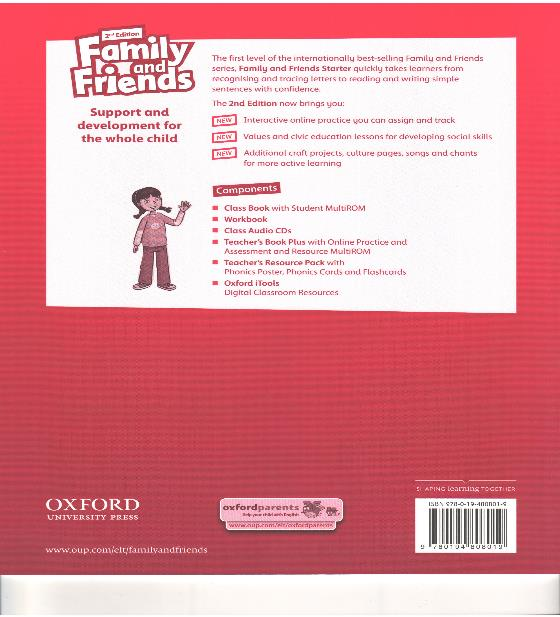 2nd Edition
Family
and
Friends
Support and
development for
the whole child
The first level of the internationally best-selling Family and Friends
series, Family and Friends Starter quickly takes learners from
recognising and tracing letters to reading and writing simple
sentences with confidence.
The 2nd Edition now brings you:
NEW Interactive online practice you can assign and track
NEW Values and civic education lessons for developing social skills
NEW Additional craft projects, culture pages, songs and chants
for more active learning
Components
Class Book with Student MultiROM
Workbook
Class Audio CDs
Teacher's Book Plus with Online Practice and
Assessment and Resource MultiROM
Teacher's Resource Pack with
Phonics Poster, Phonics Cards and Flashcards
Oxford iTools
Digital Classroom Resources
SHAPING learning TOGETHER
OXFORD
UNIVERSITY PRESS
oxfordparents
Help your child with English
www.oup.com/elt/oxfordparents
ISBN 978-0-19-480801-9
9 780194 808019
www.oup.com/elt/familyandfriends